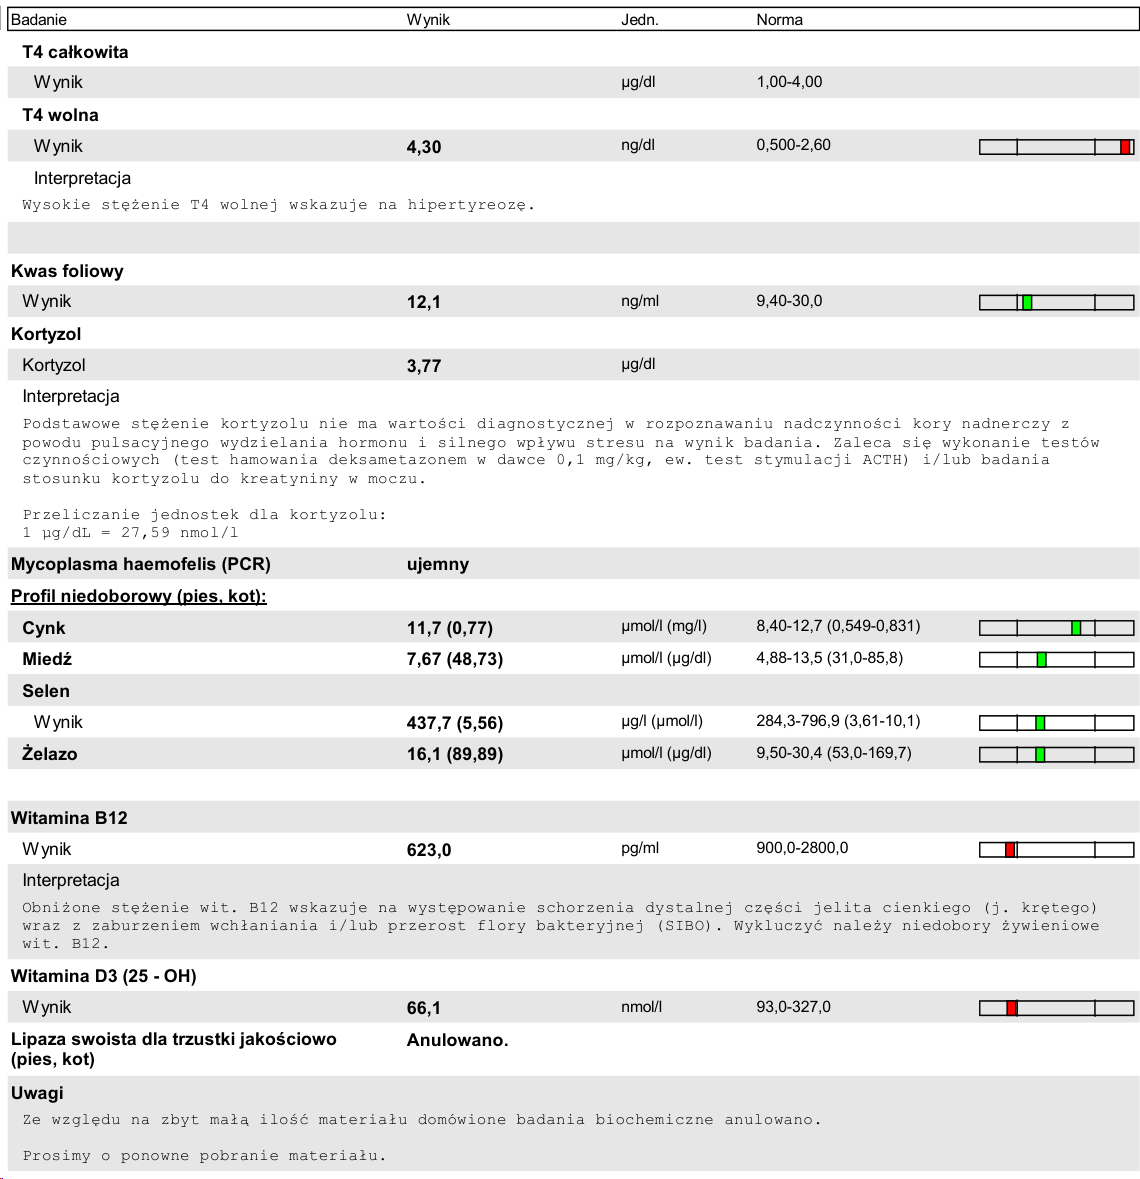 Badanie Wynik Jedn. Norma
T4 całkowita
Wynik µg/dl 1,00-4,00
T4 wolna
Wynik 4,30 ng/dl 0,500-2,60
Interpretacja
Wysokie stężenie T4 wolnej wskazuje na hipertyreozę.
Kwas foliowy
Wynik 12,1 ng/ml 9,40-30,0
Kortyzol
Kortyzol 3,77 µg/dl
Interpretacja
Podstawowe stężenie kortyzolu nie ma wartości diagnostycznej w rozpoznawaniu nadczynności kory nadnerczy z
powodu pulsacyjnego wydzielania hormonu i silnego wpływu stresu na wynik badania. Zaleca się wykonanie testów
czynnościowych (test hamowania deksametazonem w dawce 0,1 mg/kg, ew. test stymulacji ACTH) i/lub badania
stosunku kortyzolu do kreatyniny w moczu.
Przeliczanie jednostek dla kortyzolu:
1 µg/dL = 27,59 nmol/l
Mycoplasma haemofelis (PCR) ujemny
Profil niedoborowy (pies, kot):
Cynk 11,7 (0,77) µmol/l (mg/l) 8,40-12,7 (0,549-0,831)
Miedź 7,67 (48,73) µmol/l (µg/dl) 4,88-13,5 (31,0-85,8)
Selen
Wynik 437,7 (5,56) µg/l (µmol/l) 284,3-796,9 (3,61-10,1)
Żelazo 16,1 (89,89) µmol/l (µg/dl) 9,50-30,4 (53,0-169,7)
Witamina B12
Wynik 623,0 pg/ml 900,0-2800,0
Interpretacja
Obniżone stężenie wit. B12 wskazuje na występowanie schorzenia dystalnej części jelita cienkiego (j. krętego)
wraz z zaburzeniem wchłaniania i/lub przerost flory bakteryjnej (SIBO). Wykluczyć należy niedobory żywieniowe
wit. B12.
Witamina D3 (25 - OH)
Wynik 66,1 nmol/l 93,0-327,0
Lipaza swoista dla trzustki jakościowo Anulowano.
(pies, kot)
Uwagi
Ze względu na zbyt małą ilość materiału domówione badania biochemiczne anulowano.
Prosimy o ponowne pobranie materiału.